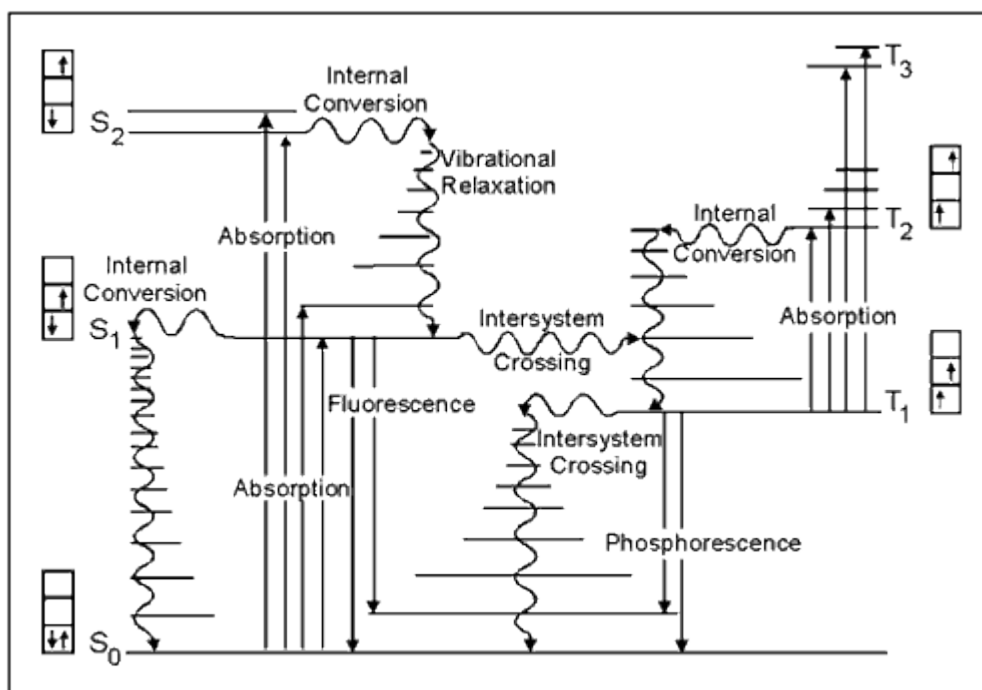 T3
Internal
Conversion
S2
Vibrational
Relaxation
Absorption
Internal
Conversion
T2
Internal
Conversion
S1
Intersystem
Crossing
Absorption
Fluorescence
T1
Intersystem
Crossing
Absorption
Phosphorescence
S0